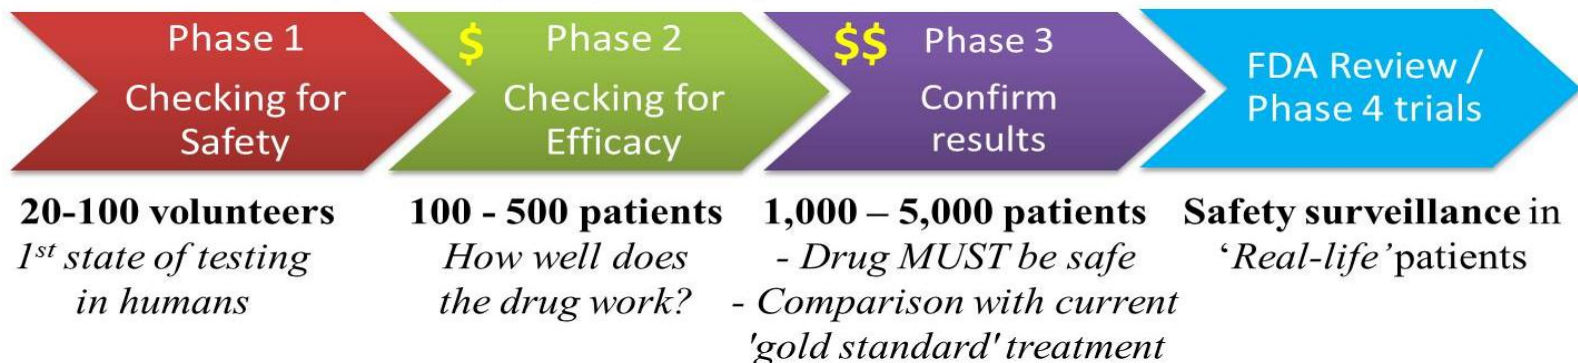 Phase 1
Checking for
Safety
20-100 volunteers
1st state of testing
in humans
$ Phase 2
Checking for
Efficacy
100 - 500 patients
How well does
the drug work?
$$ Phase 3
Confirm
results
1,000 – 5,000 patients
- Drug MUST be safe
- Comparison with current
'gold standard' treatment
FDA Review /
Phase 4 trials
Safety surveillance in
‘Real-life’ patients